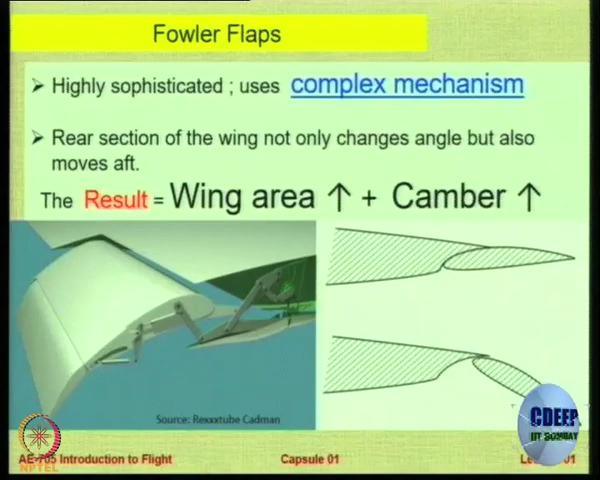 Fowler Flaps
➢ Highly sophisticated ; uses complex mechanism
➢ Rear section of the wing not only changes angle but also
moves aft.
The Result = Wing area ↑ + Camber ↑
Source: Rexxxtube Cadman
CDEEP
IIT BOMBAY
AE-705 Introduction to Flight Capsule 01 01
NPTEL